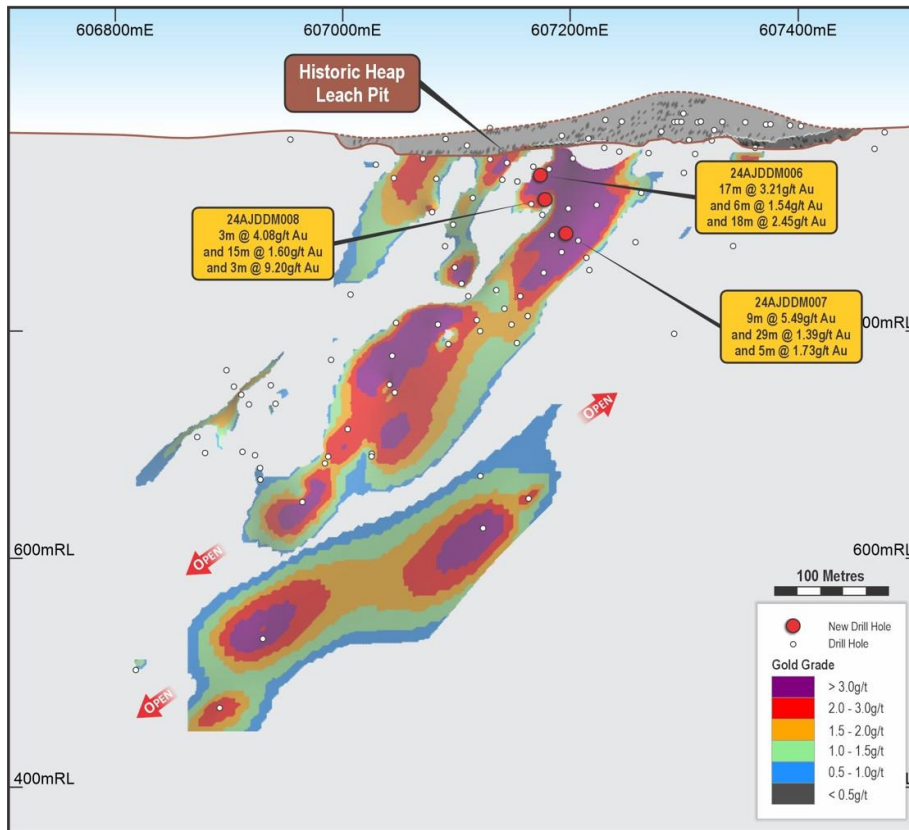 606800mE
607000mE
607200mE
607400mE
Historic Heap
Leach Pit
24AJDDM006
17m @ 3.21g/t Au
and 6m @ 1.54g/t Au
and 18m @ 2.45g/t Au
24AJDDM008
3m @ 4.08g/t Au
and 15m @ 1.60g/t Au
and 3m @ 9.20g/t Au
24AJDDM007
9m @ 5.49g/t Au
and 29m @ 1.39g/t Au
and 5m @ 1.73g/t Au
00mRL
OPEN
600mRL
600mRL
OPEN
100 Metres
New Drill Hole
Drill Hole
Gold Grade
> 3.0g/t
2.0 - 3.0g/t
1.5 - 2.0g/t
1.0 - 1.5g/t
0.5 - 1.0g/t
< 0.5g/t
OPEN
400mRL